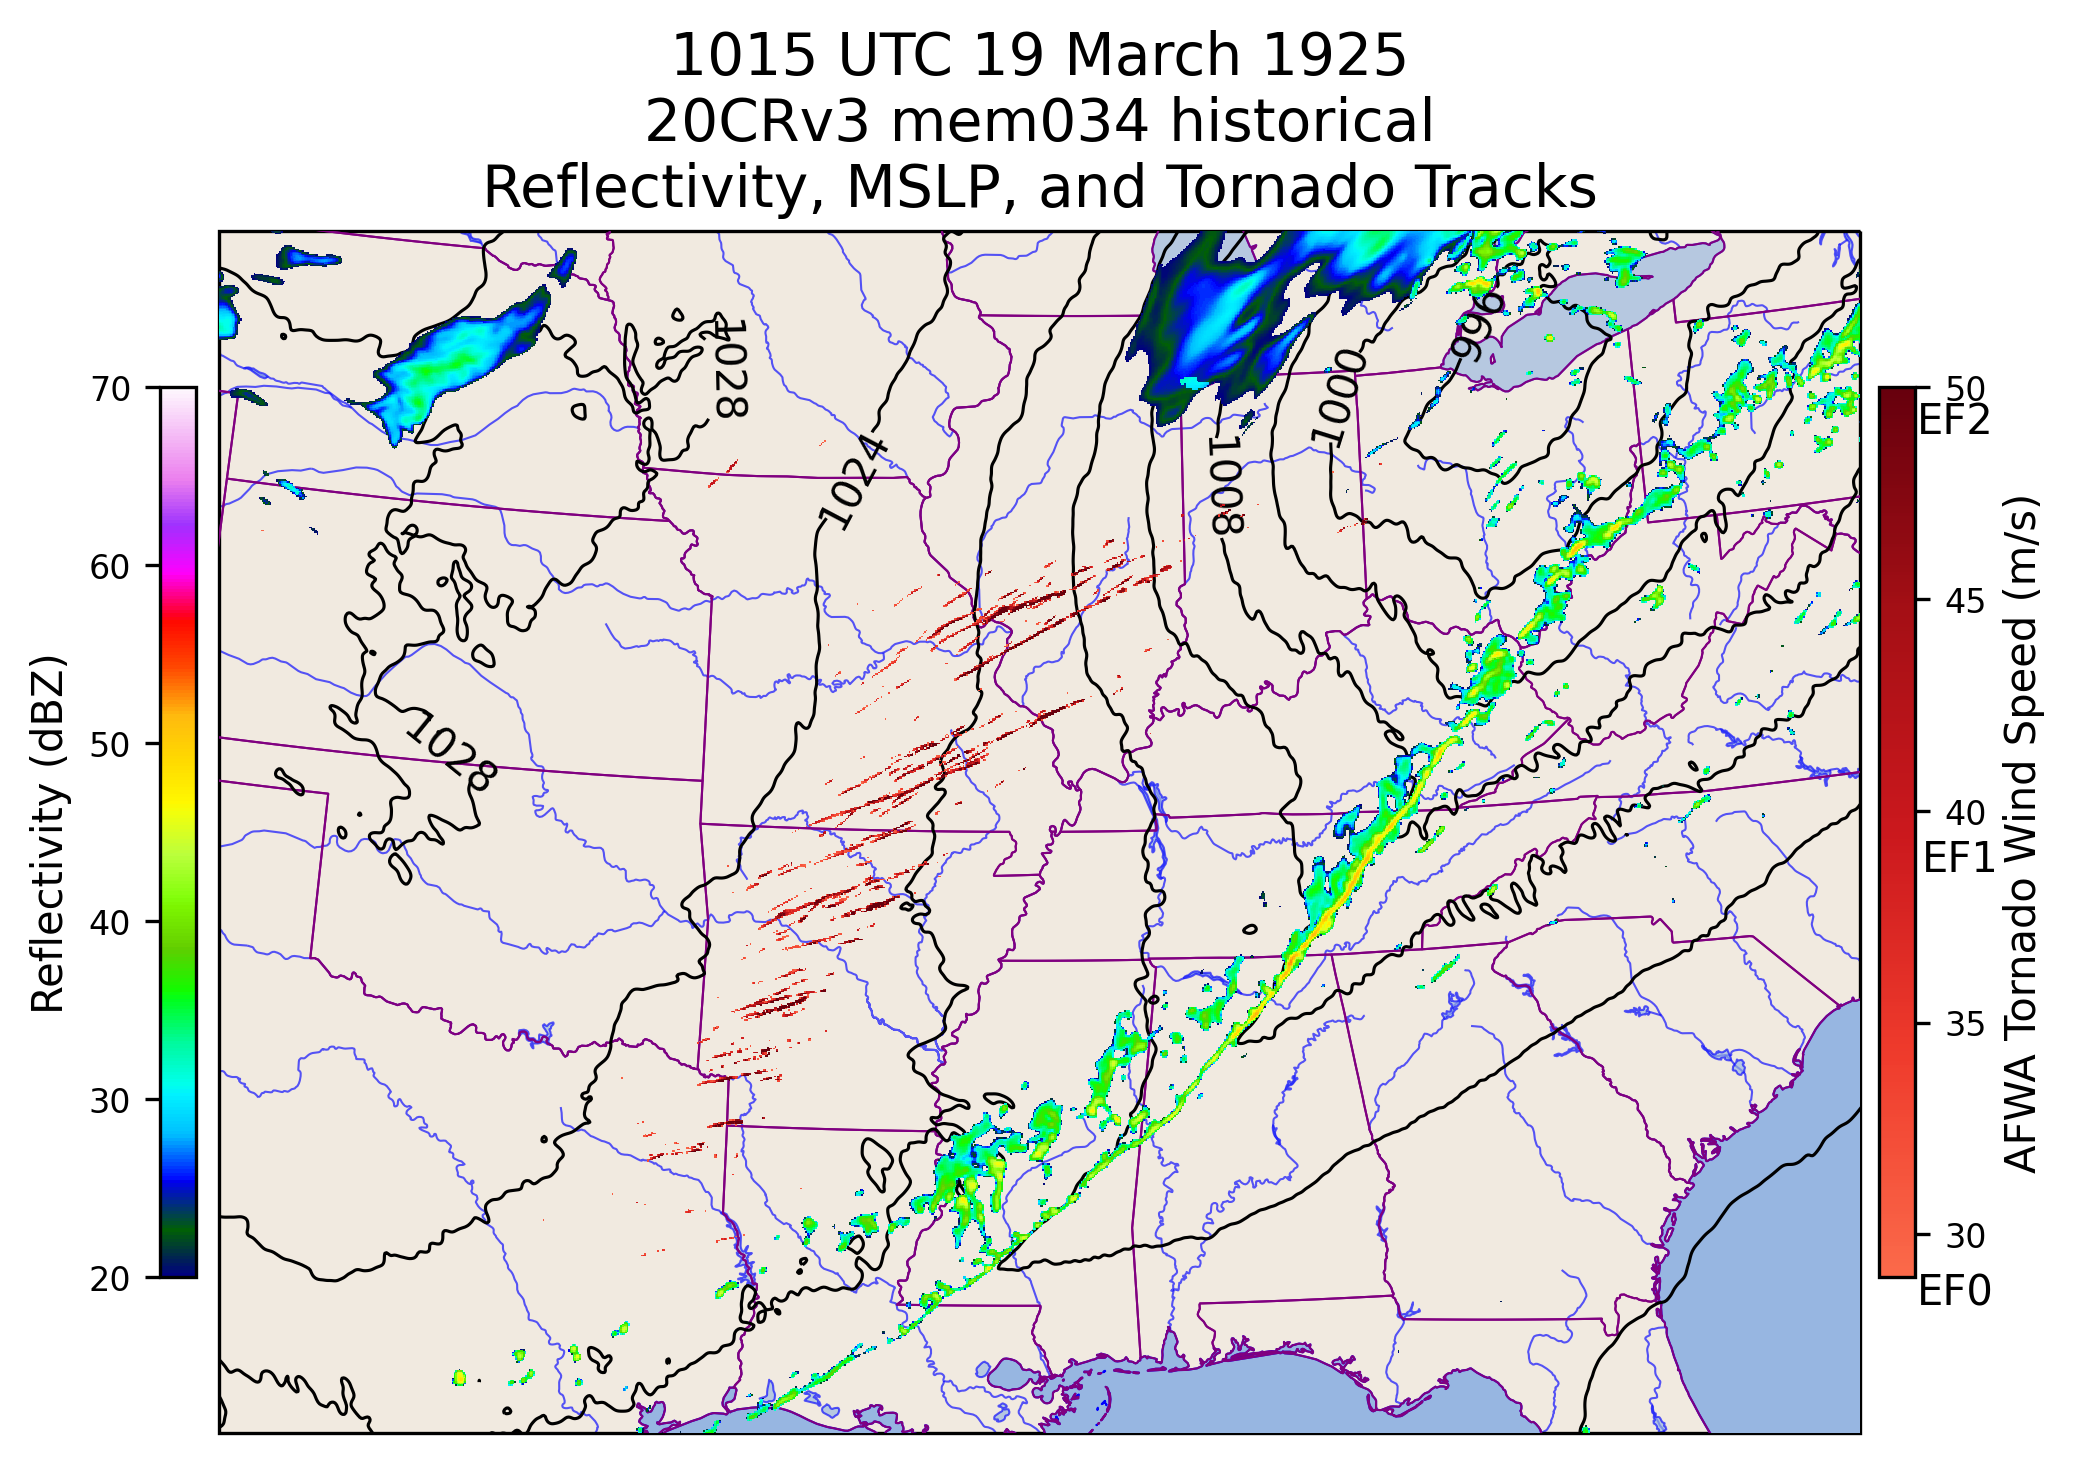 1015 UTC 19 March 1925
20CRv3 mem034 historical
Reflectivity, MSLP, and Tornado Tracks
Reflectivity (dBZ)
70
60
50
40
30
20
1028
1024
1008
1000
996
1028
50
EF2
45
40
EF1
35
30
EF0
AFWA Tornado Wind Speed (m/s)